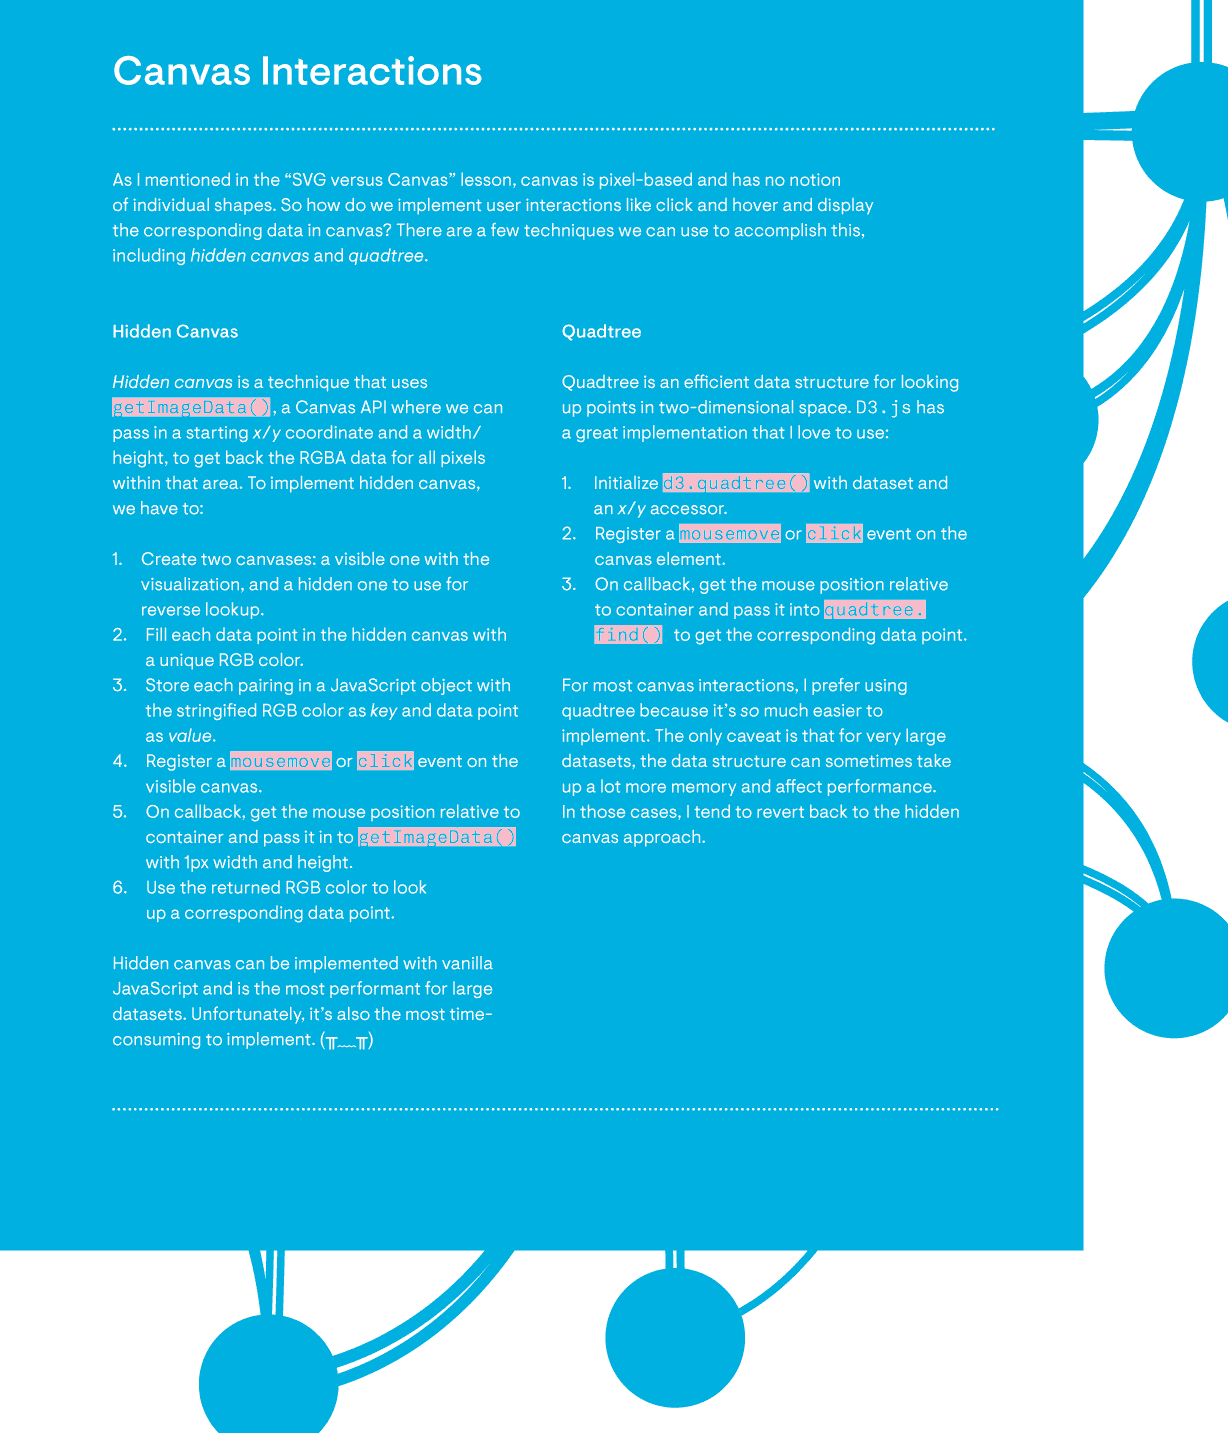 Canvas Interactions
As I mentioned in the “SVG versus Canvas” lesson, canvas is pixel-based and has no notion
of individual shapes. So how do we implement user interactions like click and hover and display
the corresponding data in canvas? There are a few techniques we can use to accomplish this,
including hidden canvas and quadtree.
Hidden Canvas
Hidden canvas is a technique that uses
getImageData(), a Canvas API where we can
pass in a starting x/y coordinate and a width/
height, to get back the RGBA data for all pixels
within that area. To implement hidden canvas,
we have to:
1. Create two canvases: a visible one with the
visualization, and a hidden one to use for
reverse lookup.
2. Fill each data point in the hidden canvas with
a unique RGB color.
3. Store each pairing in a JavaScript object with
the stringified RGB color as key and data point
as value.
4. Register a mousemove or click event on the
visible canvas.
5. On callback, get the mouse position relative to
container and pass it in to getImageData()
with 1px width and height.
6. Use the returned RGB color to look
up a corresponding data point.
Hidden canvas can be implemented with vanilla
JavaScript and is the most performant for large
datasets. Unfortunately, it’s also the most time-
consuming to implement. (╥﹏╥)
Quadtree
Quadtree is an efficient data structure for looking
up points in two-dimensional space. D3.js has
a great implementation that I love to use:
1. Initialize d3.quadtree() with dataset and
an x/y accessor.
2. Register a mousemove or click event on the
canvas element.
3. On callback, get the mouse position relative
to container and pass it into quadtree.
find() to get the corresponding data point.
For most canvas interactions, I prefer using
quadtree because it’s so much easier to
implement. The only caveat is that for very large
datasets, the data structure can sometimes take
up a lot more memory and affect performance.
In those cases, I tend to revert back to the hidden
canvas approach.